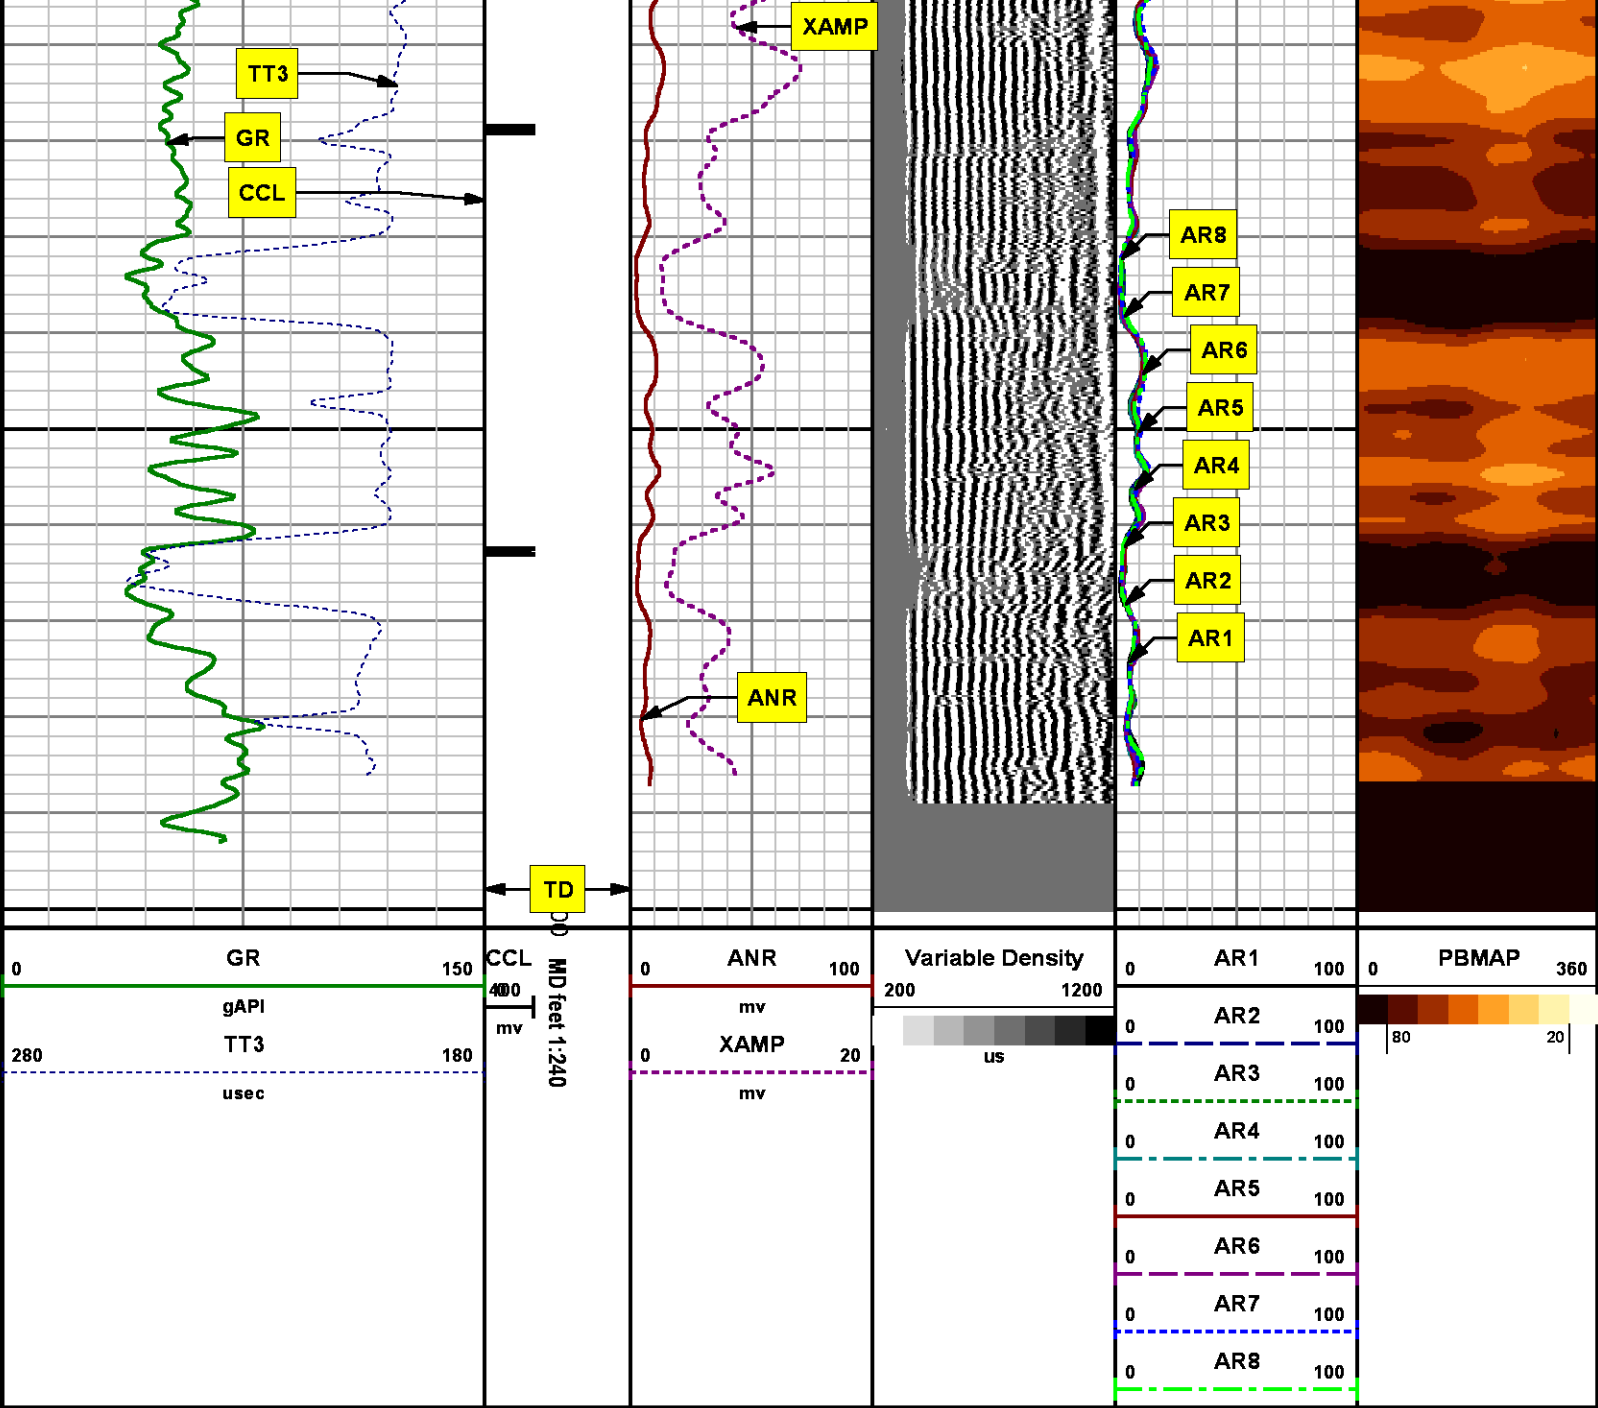 XAMP
TT3
GR
CCL
AR8
AR7
AR6
AR5
AR4
AR3
AR2
AR1
ANR
TD
00
MD feet 1:240
0 GR 150
gAPI
280 TT3 180
usec
CCL
400
mv
0 ANR 100
mv
0 XAMP 20
mv
Variable Density
200 1200
us
0 AR1 100
0 AR2 100
0 AR3 100
0 AR4 100
0 AR5 100
0 AR6 100
0 AR7 100
0 AR8 100
0 PBMAP 360
80 20